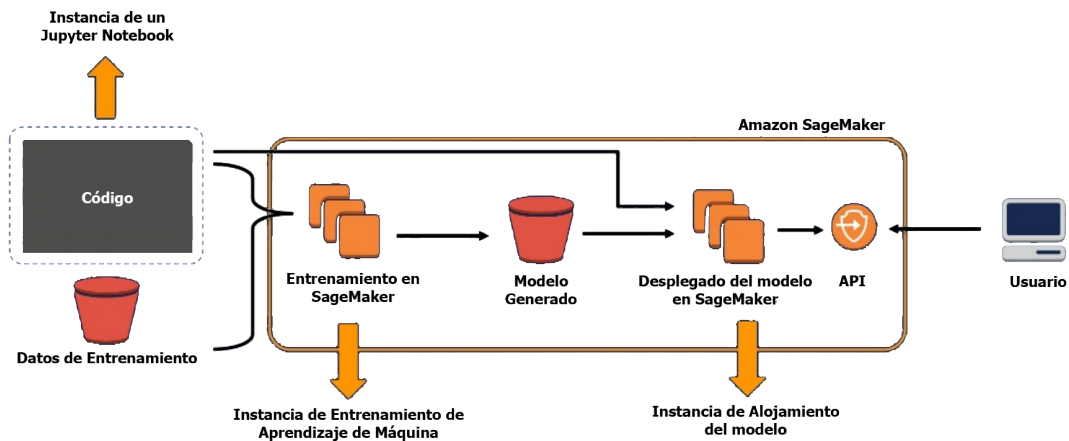 Instancia de un
Jupyter Notebook
Amazon SageMaker
Código
Entrenamiento en
SageMaker
Modelo
Generado
Desplegado del modelo
en SageMaker
API
Usuario
Datos de Entrenamiento
Instancia de Entrenamiento de
Aprendizaje de Máquina
Instancia de Alojamiento
del modelo